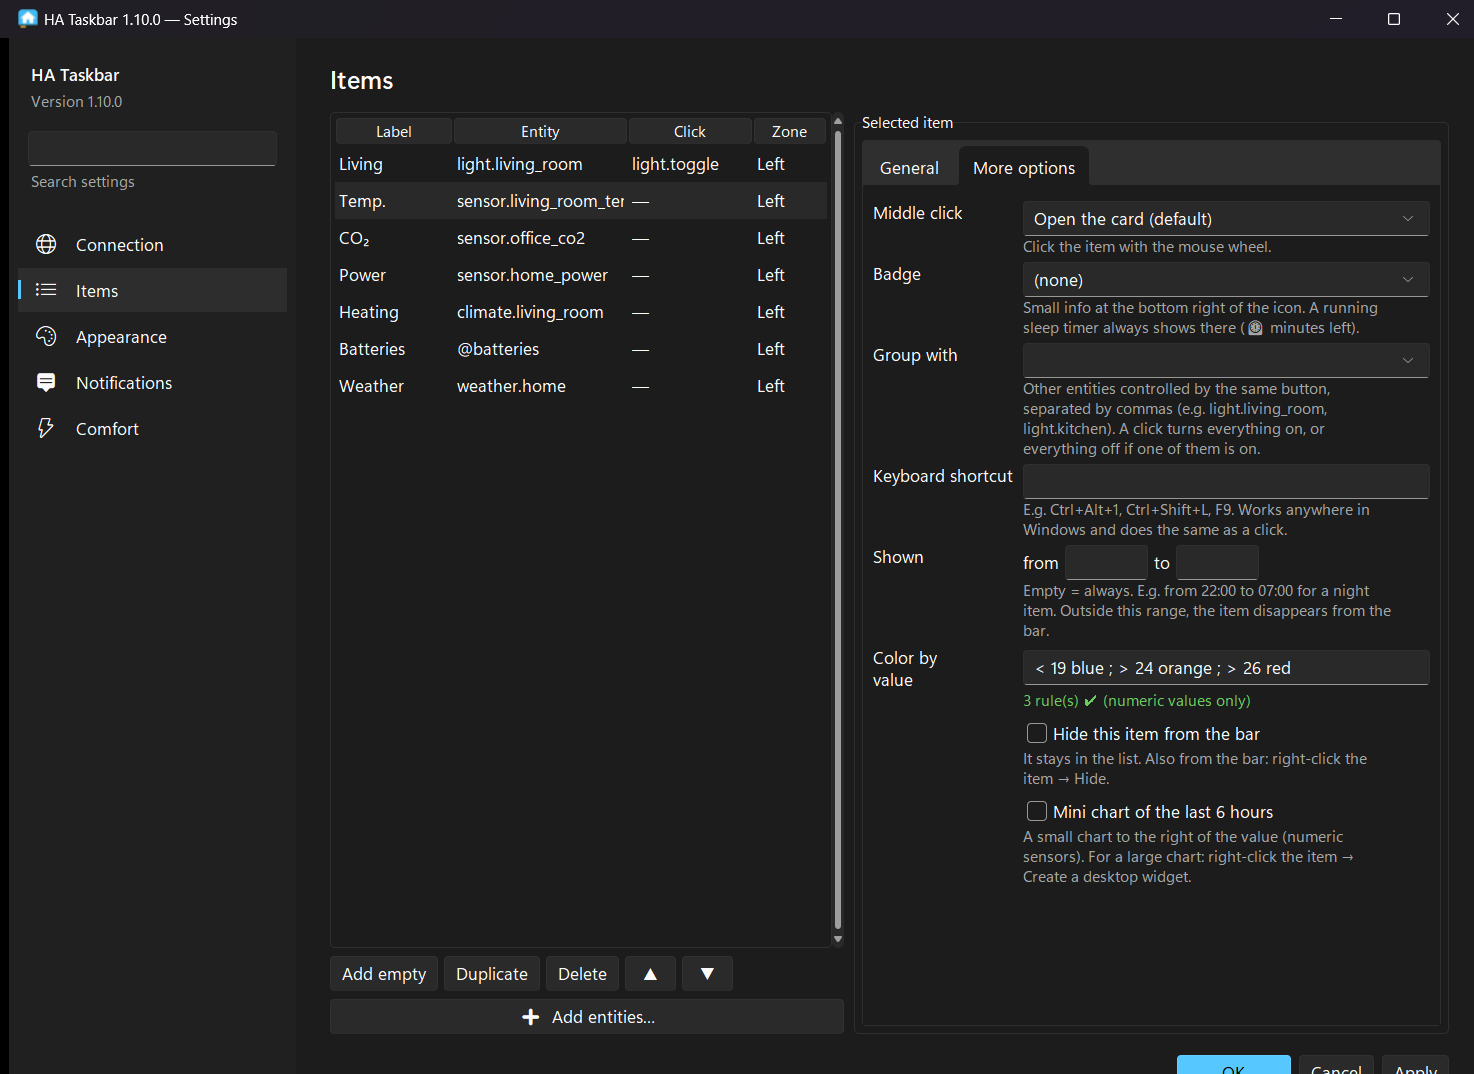 HA Taskbar 1.10.0 — Settings
HA Taskbar
Version 1.10.0
Search settings
Connection
Items
Appearance
Notifications
Comfort
Items
Label Entity Click Zone
Living light.living_room light.toggle Left
Temp. sensor.living_room_ter — Left
CO₂ sensor.office_co2 — Left
Power sensor.home_power — Left
Heating climate.living_room — Left
Batteries @batteries — Left
Weather weather.home — Left
Add empty Duplicate Delete ▲ ▼
+ Add entities...
Selected item
General More options
Middle click Open the card (default)
Click the item with the mouse wheel.
Badge (none)
Small info at the bottom right of the icon. A running
sleep timer always shows there (⏲ minutes left).
Group with
Other entities controlled by the same button,
separated by commas (e.g. light.living_room,
light.kitchen). A click turns everything on, or
everything off if one of them is on.
Keyboard shortcut
E.g. Ctrl+Alt+1, Ctrl+Shift+L, F9. Works anywhere in
Windows and does the same as a click.
Shown from to
Empty = always. E.g. from 22:00 to 07:00 for a night
item. Outside this range, the item disappears from the
bar.
Color by
value
< 19 blue ; > 24 orange ; > 26 red
3 rule(s) ✔ (numeric values only)
Hide this item from the bar
It stays in the list. Also from the bar: right-click the
item → Hide.
Mini chart of the last 6 hours
A small chart to the right of the value (numeric
sensors). For a large chart: right-click the item →
Create a desktop widget.
OK Cancel Apply